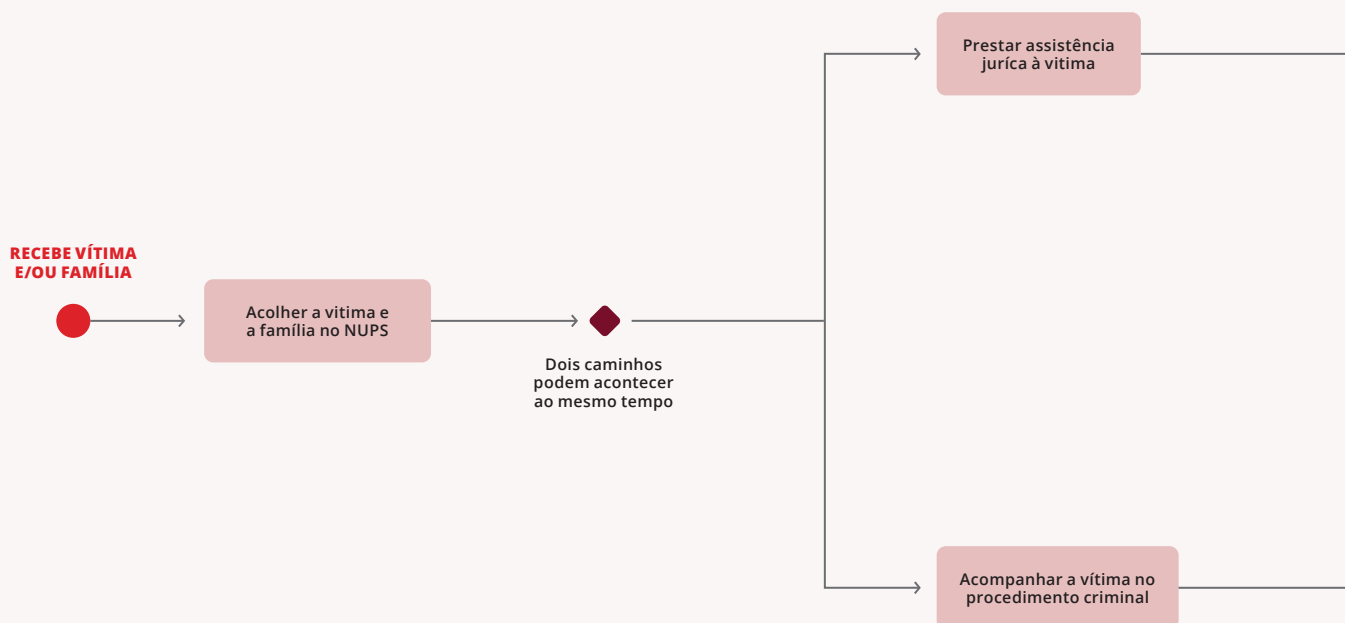 Prestar assistência
juríca à vitima
RECEBE VÍTIMA
E/OU FAMÍLIA
Acolher a vitima e
a família no NUPS
Dois caminhos
podem acontecer
ao mesmo tempo
Acompanhar a vítima no
procedimento criminal